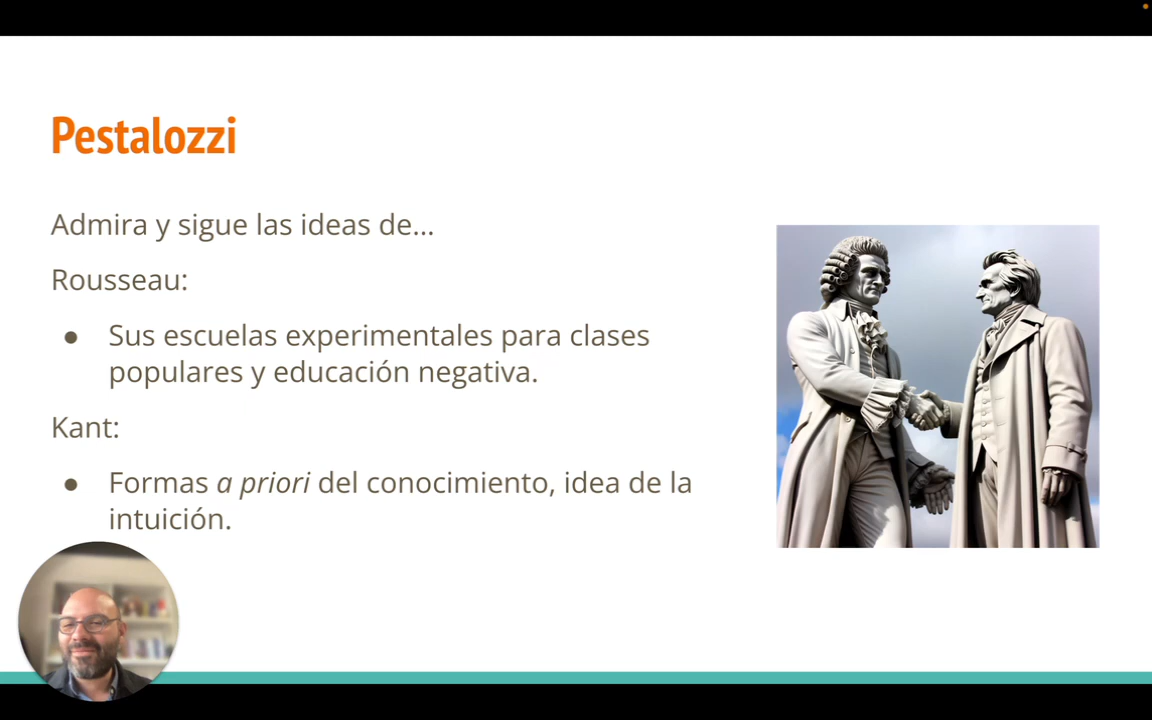 Pestalozzi
Admira y sigue las ideas de...
Rousseau:
● Sus escuelas experimentales para clases
populares y educación negativa.
Kant:
● Formas a priori del conocimiento, idea de la
intuición.